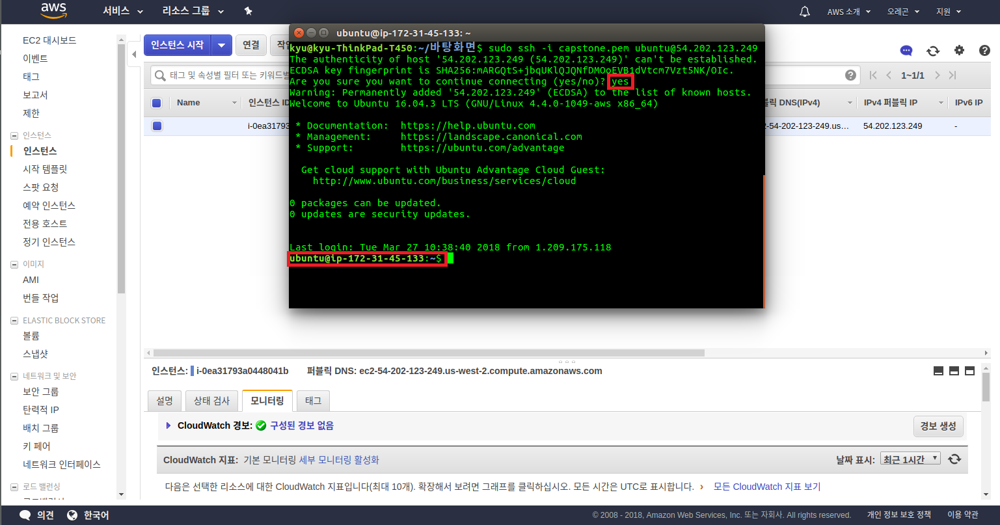 aws
서비스
리소스 그룹
AWS 소개
오레곤
지원
EC2 대시보드
이벤트
태그
보고서
제한
인스턴스
인스턴스
시작 템플릿
스팟 요청
예약 인스턴스
전용 호스트
정기 인스턴스
이미지
AMI
번들 작업
ELASTIC BLOCK STORE
볼륨
스냅샷
네트워크 및 보안
보안 그룹
탄력적 IP
배치 그룹
키 페어
네트워크 인터페이스
로드 밸런싱
인스턴스 시작
연결
태그 및 속성별 필터 또는 키워드별
1~1/1
Name
인스턴스 ID
DNS(IPv4)
IPv4 퍼블릭 IP
IPv6 IP
i-0ea3179
-54-202-123-249.us...
54.202.123.249
-
ubuntu@ip-172-31-45-133: ~
kyu@kyu-ThinkPad-T450:~/바탕화면$ sudo ssh -i capstone.pem ubuntu@54.202.123.249
The authenticity of host '54.202.123.249 (54.202.123.249)' can't be established.
ECDSA key fingerprint is SHA256:mARGQtS+jbqUKlQJQNfDMOoEVB1dVtcm7Vzt5NK/OIc.
Are you sure you want to continue connecting (yes/no)? yes
Warning: Permanently added '54.202.123.249' (ECDSA) to the list of known hosts.
Welcome to Ubuntu 16.04.3 LTS (GNU/Linux 4.4.0-1049-aws x86_64)
* Documentation: https://help.ubuntu.com
* Management: https://landscape.canonical.com
* Support: https://ubuntu.com/advantage
Get cloud support with Ubuntu Advantage Cloud Guest:
http://www.ubuntu.com/business/services/cloud
0 packages can be updated.
0 updates are security updates.
Last login: Tue Mar 27 10:38:40 2018 from 1.209.175.118
ubuntu@ip-172-31-45-133:~$
인스턴스: i-0ea31793a0448041b 퍼블릭 DNS: ec2-54-202-123-249.us-west-2.compute.amazonaws.com
설명
상태 검사
모니터링
태그
CloudWatch 경보: 구성된 경보 없음
경보 생성
CloudWatch 지표: 기본 모니터링 세부 모니터링 활성화
날짜 표시: 최근 1시간
다음은 선택한 리소스에 대한 CloudWatch 지표입니다(최대 10개). 확장해서 보려면 그래프를 클릭하십시오. 모든 시간은 UTC로 표시합니다. › 모든 CloudWatch 지표 보기
의견
한국어
© 2008 - 2018, Amazon Web Services, Inc. 또는 자회사. All rights reserved.
개인 정보 보호 정책
이용 약관